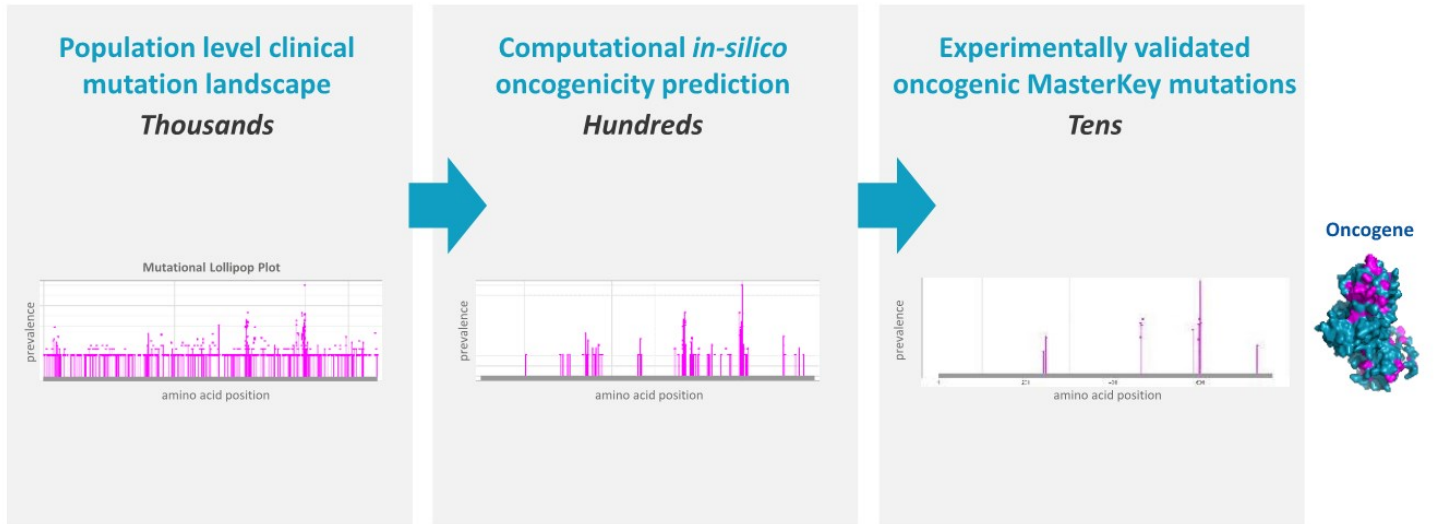 Population level clinical
mutation landscape
Thousands
Mutational Lollipop Plot
prevalence
amino acid position
Computational in-silico
oncogenicity prediction
Hundreds
prevalence
amino acid position
Experimentally validated
oncogenic MasterKey mutations
Tens
prevalence
amino acid position
Oncogene